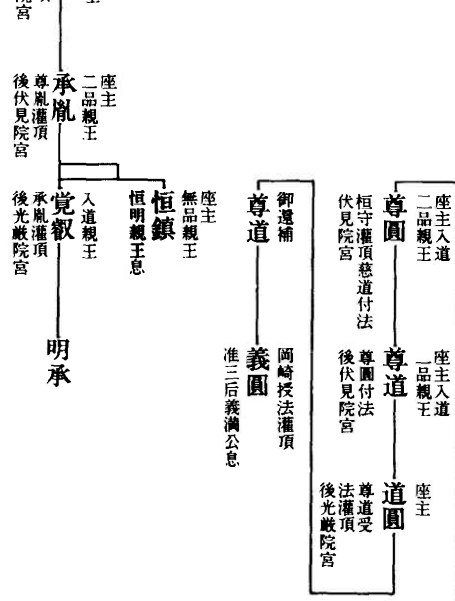 座主入道
二品親王
尊圓
桓守灌頂慈道付法
伏見院宮
座主入道
一品親王
尊道
尊圓付法
後伏見院宮
座主
道圓
尊道受
法灌頂
後光厳院宮
御還補
尊道
岡崎授法灌頂
義圓
准三后義満公息
座主
二品親王
承胤
尊胤灌頂
後伏見院宮
座主
無品親王
恒鎮
恒明親王息
入道親王
覚叡
承胤灌頂
後光厳院宮
明承
院宮